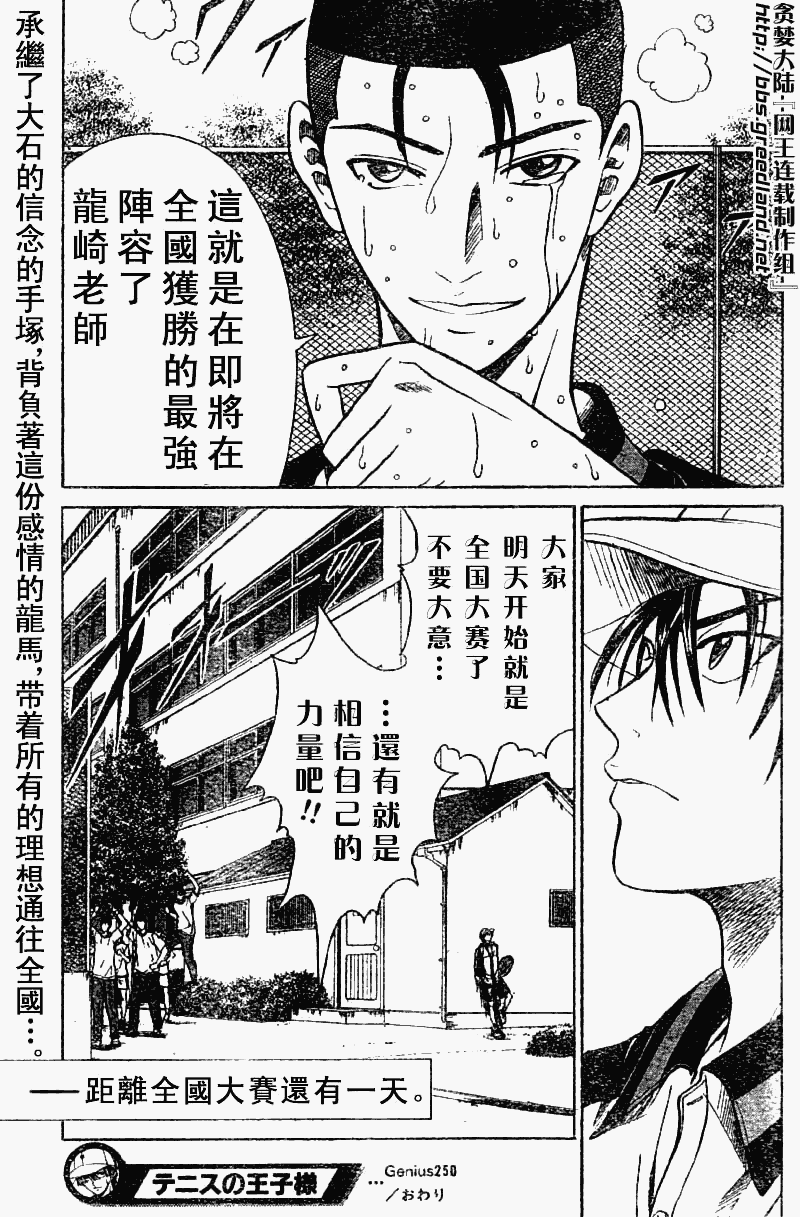 贪婪大陆-『网王连载制作组』
http://bbs.greedland.net
這就是在即將在
全國獲勝的最強
陣容了
龍崎老師
大家
明天开始就是
全国大赛了
不要大意…
…還有就是
相信自己的
力量吧!!
承繼了大石的信念的手塚,背負著這份感情的龍馬,带着所有的理想通往全國…。
——距離全國大賽還有一天。
テニスの王子様
…Genius250
/おわり